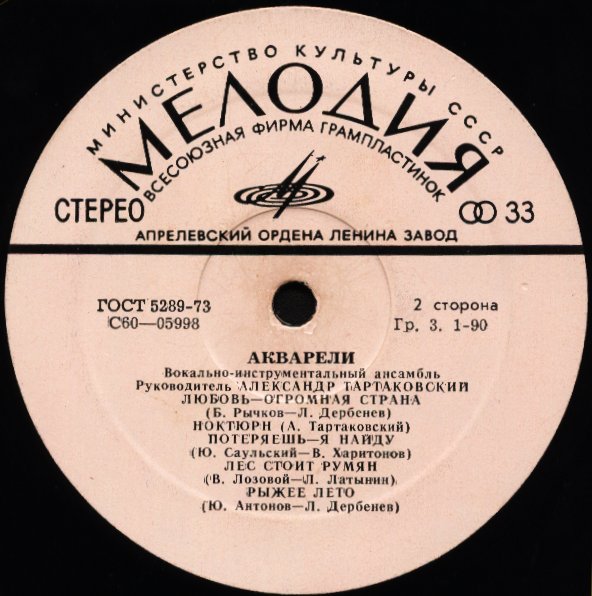 МИНИСТЕРСТВО КУЛЬТУРЫ СССР
МЕЛОДИЯ
ВСЕСОЮЗНАЯ ФИРМА ГРАМПЛАСТИНОК
СТЕРЕО
33
АПРЕЛЕВСКИЙ ОРДЕНА ЛЕНИНА ЗАВОД
ГОСТ 5289-73
2 сторона
С60—05998
Гр. 3. 1-90
АКВАРЕЛИ
Вокально-инструментальный ансамбль
Руководитель АЛЕКСАНДР ТАРТАКОВСКИЙ
ЛЮБОВЬ—ОГРОМНАЯ СТРАНА
(Б. Рычков—Л. Дербенев)
НОКТЮРН (А. Тартаковский)
ПОТЕРЯЕШЬ—Я НАЙДУ
(Ю. Саульский—В. Харитонов)
ЛЕС СТОИТ РУМЯН
(В. Лозовой—Л. Латынин)
РЫЖЕЕ ЛЕТО
(Ю. Антонов—Л. Дербенев)